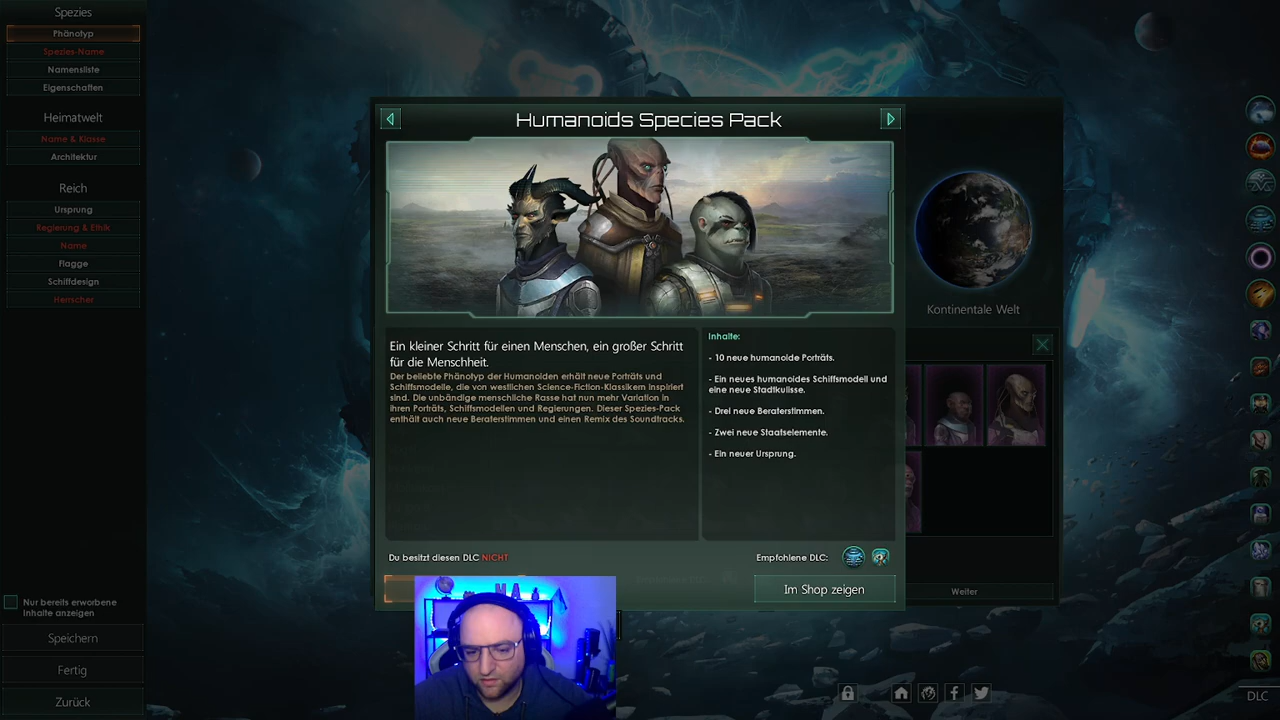 Spezies
Phänotyp
Spezies-Name
Namensliste
Eigenschaften
Heimatwelt
Name & Klasse
Architektur
Reich
Ursprung
Regierung & Ethik
Name
Flagge
Schiffdesign
Herrscher
Nur bereits erworbene
Inhalte anzeigen
Speichern
Fertig
Zurück
Humanoids Species Pack
Ein kleiner Schritt für einen Menschen, ein großer Schritt
für die Menschheit.
Der beliebte Phänotyp der Humanoiden erhält neue Porträts und
Schiffsmodelle, die von westlichen Science-Fiction-Klassikern inspiriert
sind. Die unbändige menschliche Rasse hat nun mehr Variation in
ihren Porträts, Schiffsmodellen und Regierungen. Dieser Spezies-Pack
enthält auch neue Beraterstimmen und einen Remix des Soundtracks.
Inhalte:
- 10 neue humanoide Porträts.
- Ein neues humanoides Schiffsmodell und
eine neue Stadtkulisse.
- Drei neue Beraterstimmen.
- Zwei neue Staatselemente.
- Ein neuer Ursprung.
Du besitzt diesen DLC NICHT
Empfohlene DLC:
Im Shop zeigen
Kontinentale Welt
Weiter
DLC